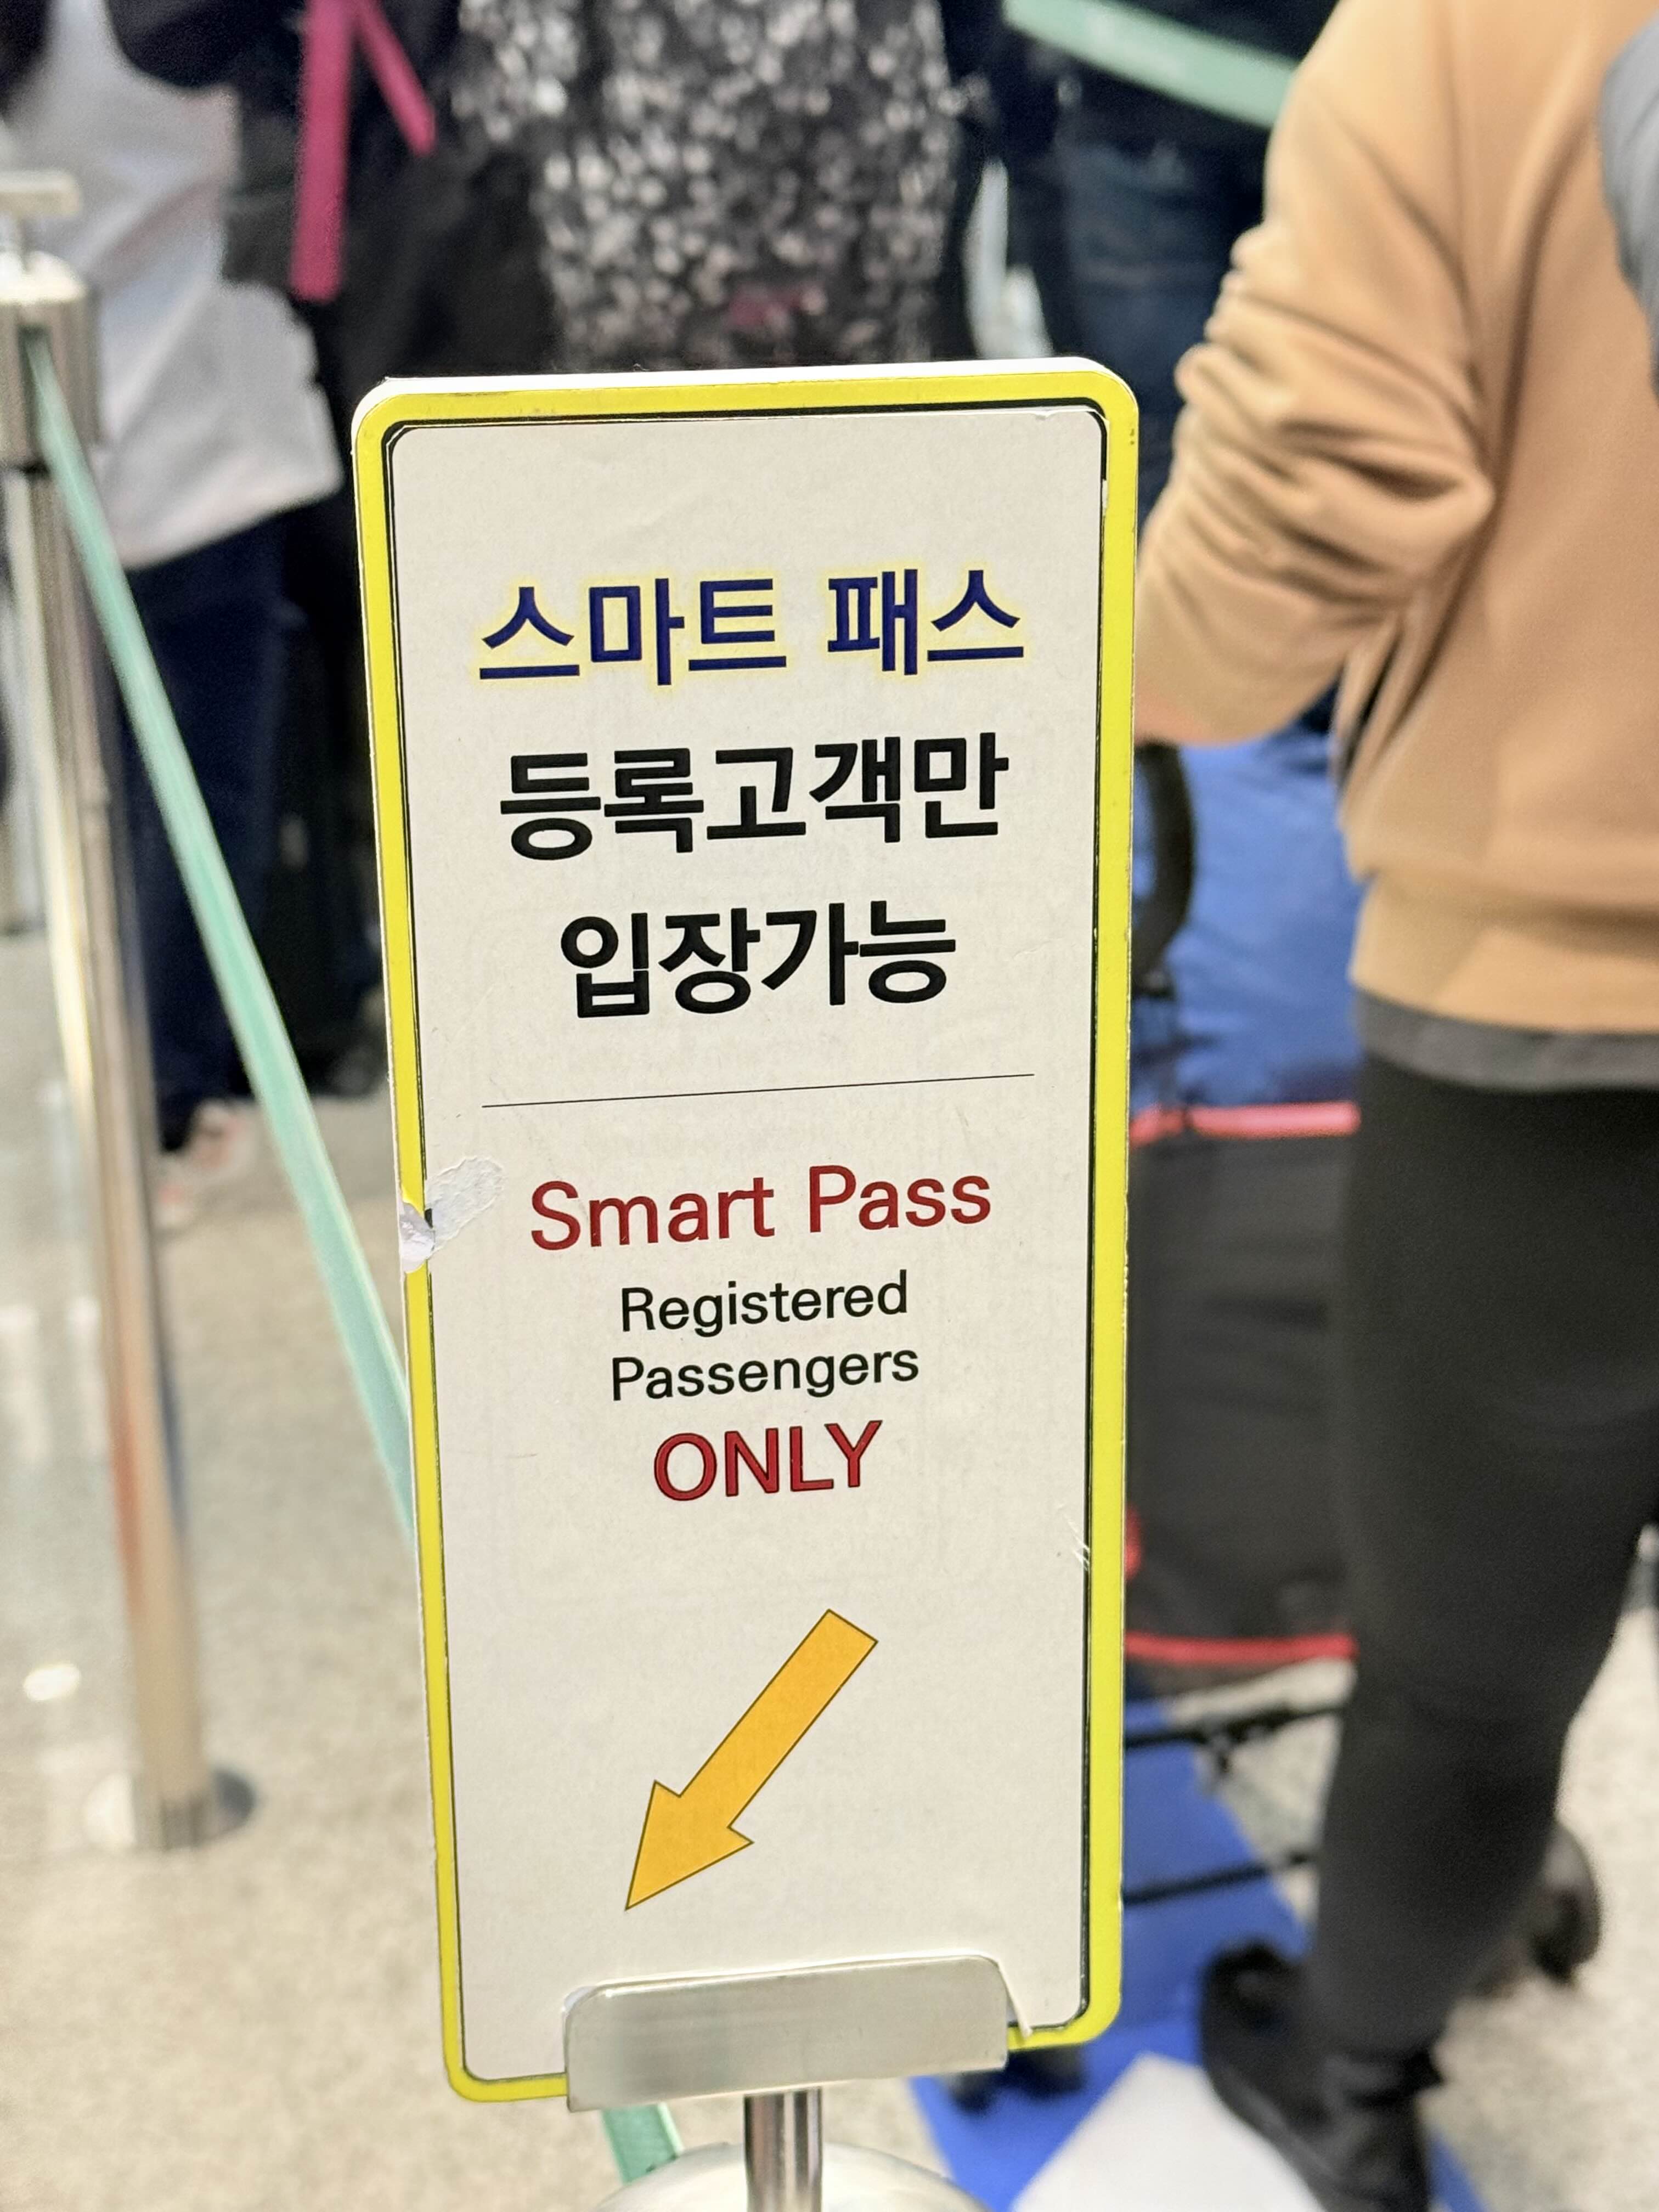 스마트 패스
등록고객만
입장가능
Smart Pass
Registered
Passengers
ONLY